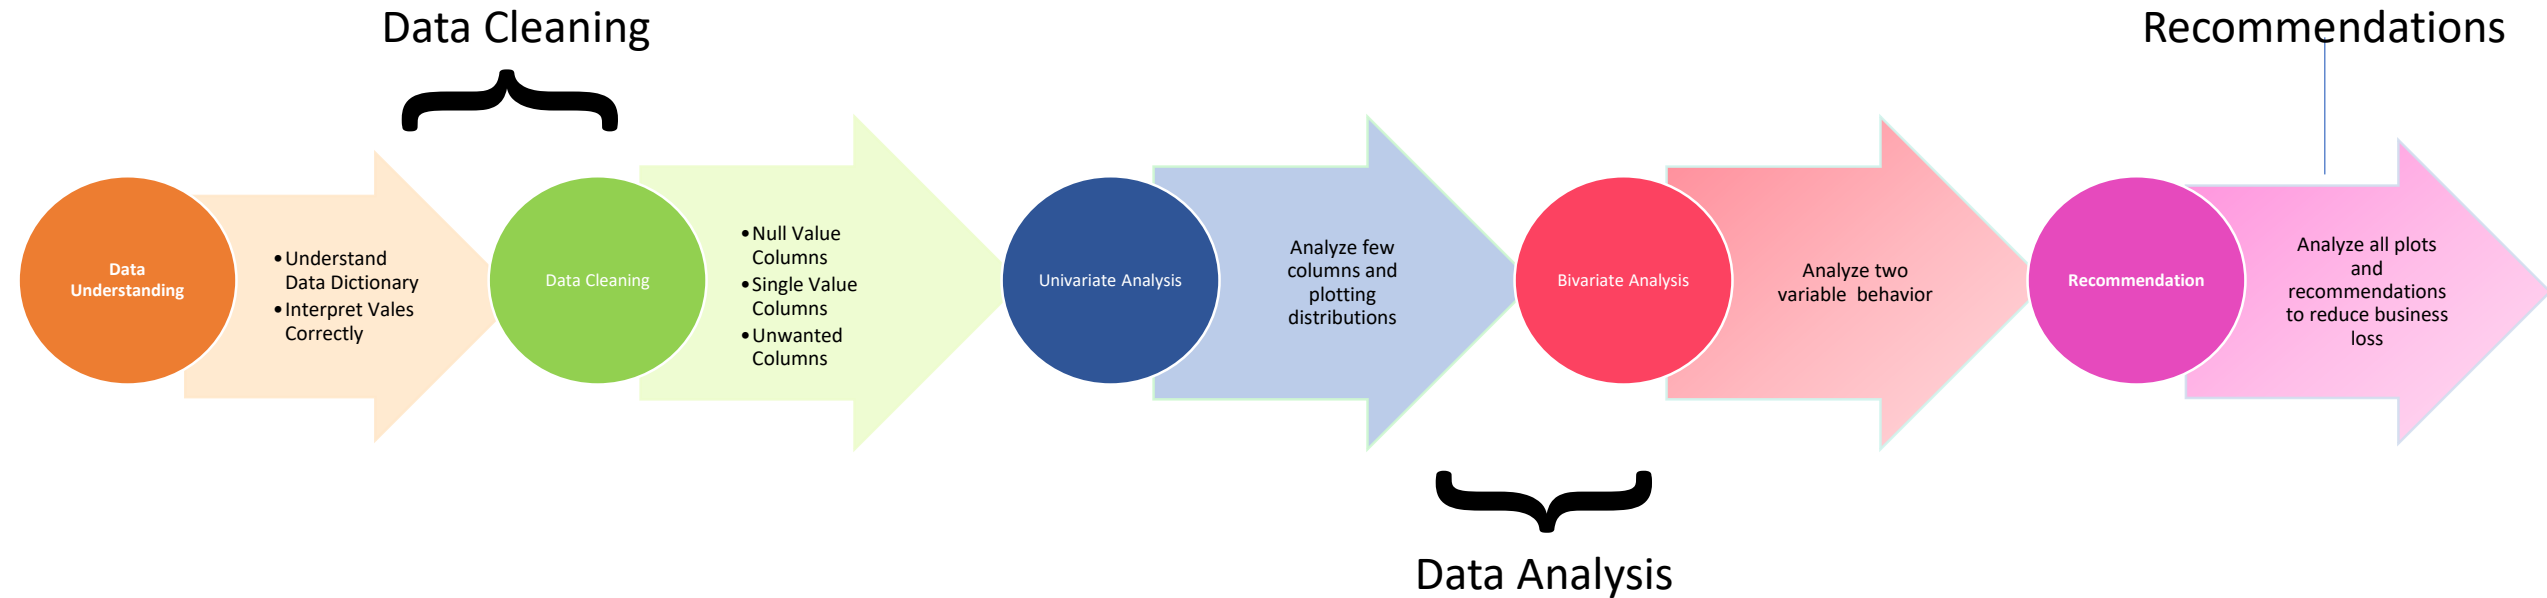 Data Cleaning
Recommendations
Data
Understanding
•Understand
Data Dictionary
•Interpret Vales
Correctly
Data Cleaning
•Null Value
Columns
•Single Value
Columns
•Unwanted
Columns
Univariate Analysis
Analyze few
columns and
plotting
distributions
Bivariate Analysis
Analyze two
variable  behavior
Recommendation
Analyze all plots
and
recommendations
to reduce business
loss
Data Analysis